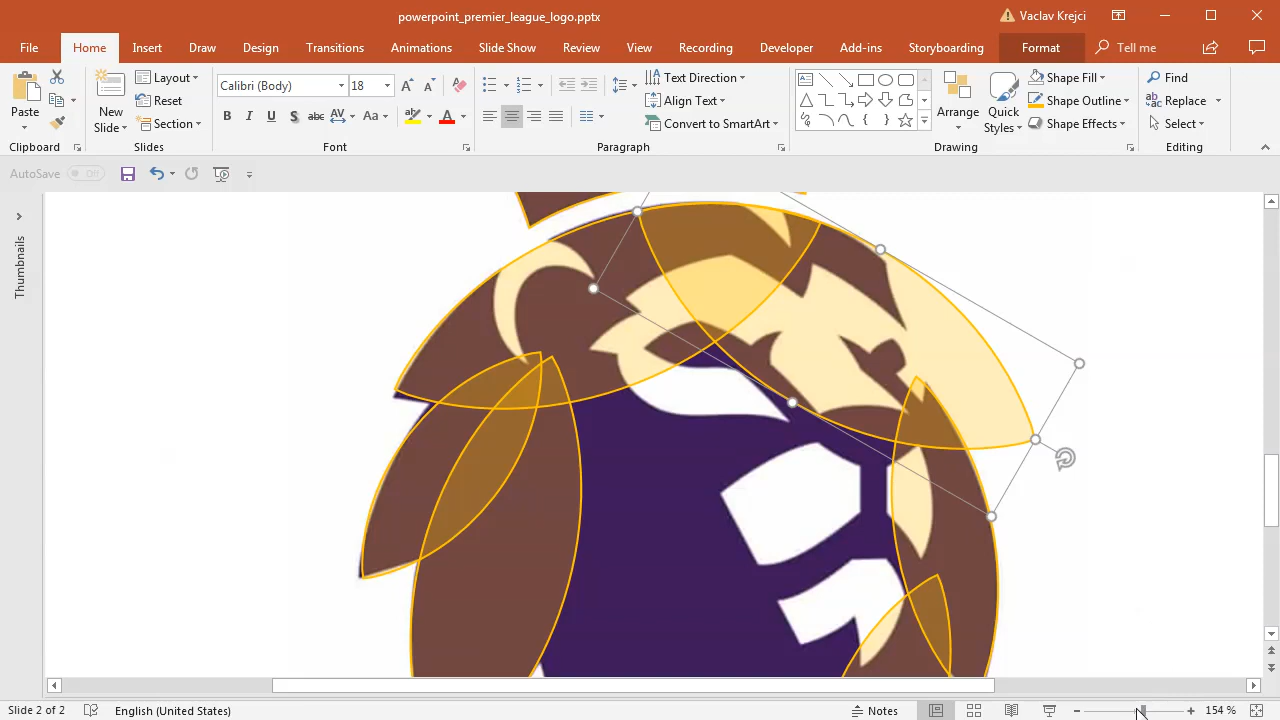 powerpoint_premier_league_logo.pptx
Vaclav Krejci
File Home Insert Draw Design Transitions Animations Slide Show Review View Recording Developer Add-ins Storyboarding Format Tell me
Paste
Clipboard
New Slide
Layout
Reset
Section
Slides
Calibri (Body) 18
B I U S abc AV Aa A
Font
Text Direction
Align Text
Convert to SmartArt
Paragraph
Arrange
Quick Styles
Shape Fill
Shape Outline
Shape Effects
Drawing
Find
Replace
Select
Editing
AutoSave Off
Thumbnails
Slide 2 of 2 English (United States) Notes 154 %